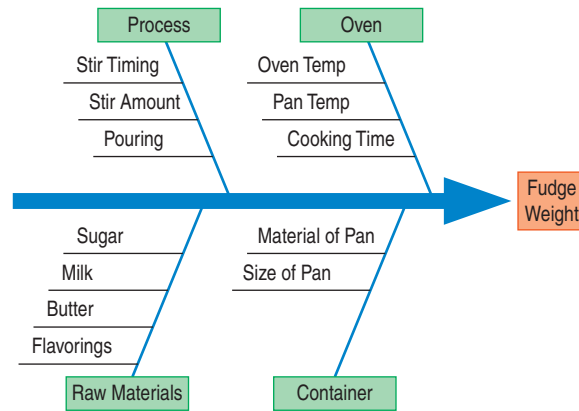 Process
Oven
Stir Timing
Stir Amount
Pouring
Oven Temp
Pan Temp
Cooking Time
Fudge
Weight
Sugar
Milk
Butter
Flavorings
Material of Pan
Size of Pan
Raw Materials
Container